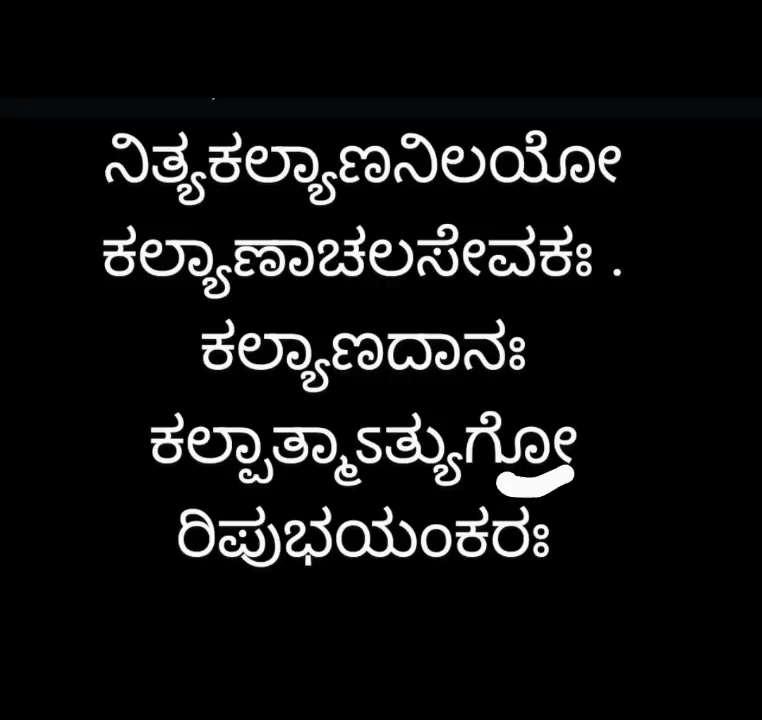 ನಿತ್ಯಕಲ್ಯಾಣನಿಲಯೋ
ಕಲ್ಯಾಣಾಚಲಸೇವಕಃ .
ಕಲ್ಯಾಣದಾನಃ
ಕಲ್ಪಾತ್ಮಾಽತ್ಯುಗ್ರೋ
ರಿಪುಭಯಂಕರಃ